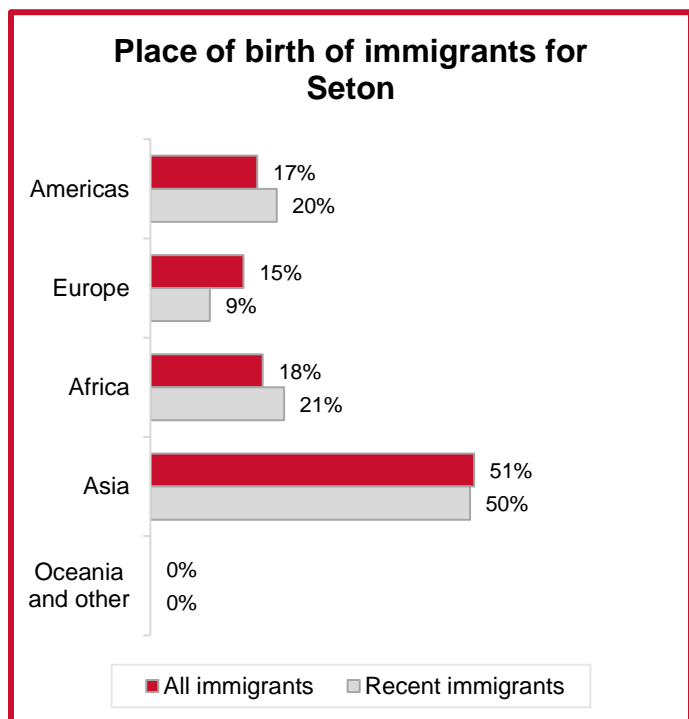 Place of birth of immigrants for
Seton
Americas
17%
20%
Europe
15%
9%
Africa
18%
21%
Asia
51%
50%
Oceania
and other
0%
0%
All immigrants
Recent immigrants